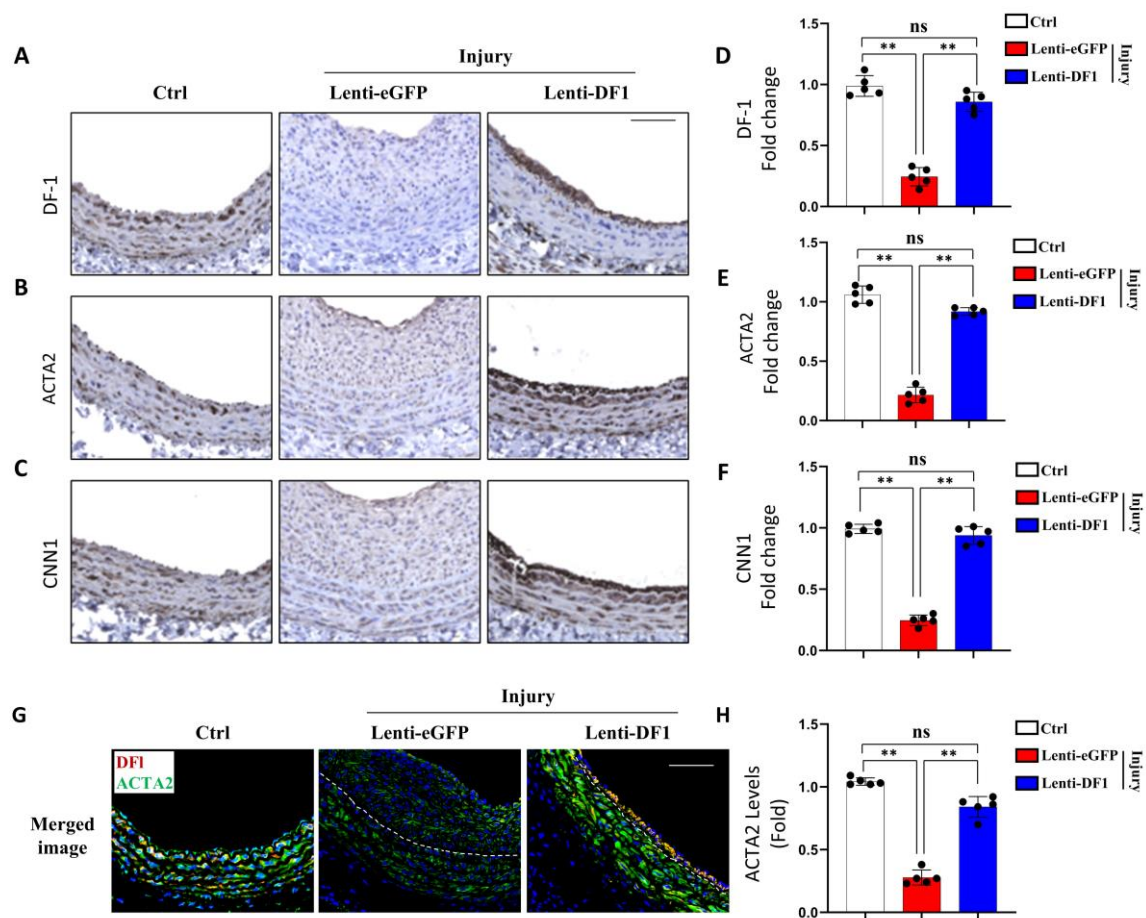 A
Injury
Ctrl
Lenti-eGFP
Lenti-DF1
DF-1
B
ACTA2
C
CNN1
D
DF-1
Fold change
1.5
1.0
0.5
0.0
ns
** **
Ctrl
Lenti-eGFP
Lenti-DF1
Injury
E
ACTA2
Fold change
1.5
1.0
0.5
0.0
ns
** **
Ctrl
Lenti-eGFP
Lenti-DF1
Injury
F
CNN1
Fold change
1.5
1.0
0.5
0.0
ns
** **
Ctrl
Lenti-eGFP
Lenti-DF1
Injury
G
Injury
Ctrl
Lenti-eGFP
Lenti-DF1
DF1
ACTA2
Merged
image
H
ACTA2 Levels
(Fold)
1.5
1.0
0.5
0.0
ns
** **
Ctrl
Lenti-eGFP
Lenti-DF1
Injury